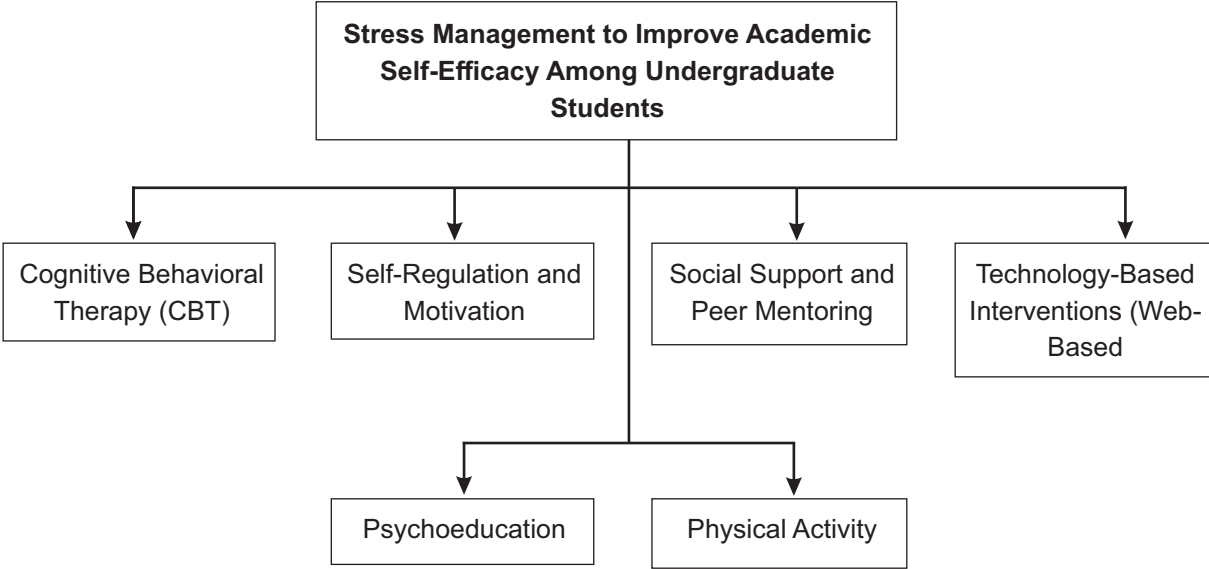 Stress Management to Improve Academic
Self-Efficacy Among Undergraduate
Students
Cognitive Behavioral
Therapy (CBT)
Self-Regulation and
Motivation
Social Support and
Peer Mentoring
Technology-Based
Interventions (Web-
Based
Psychoeducation
Physical Activity